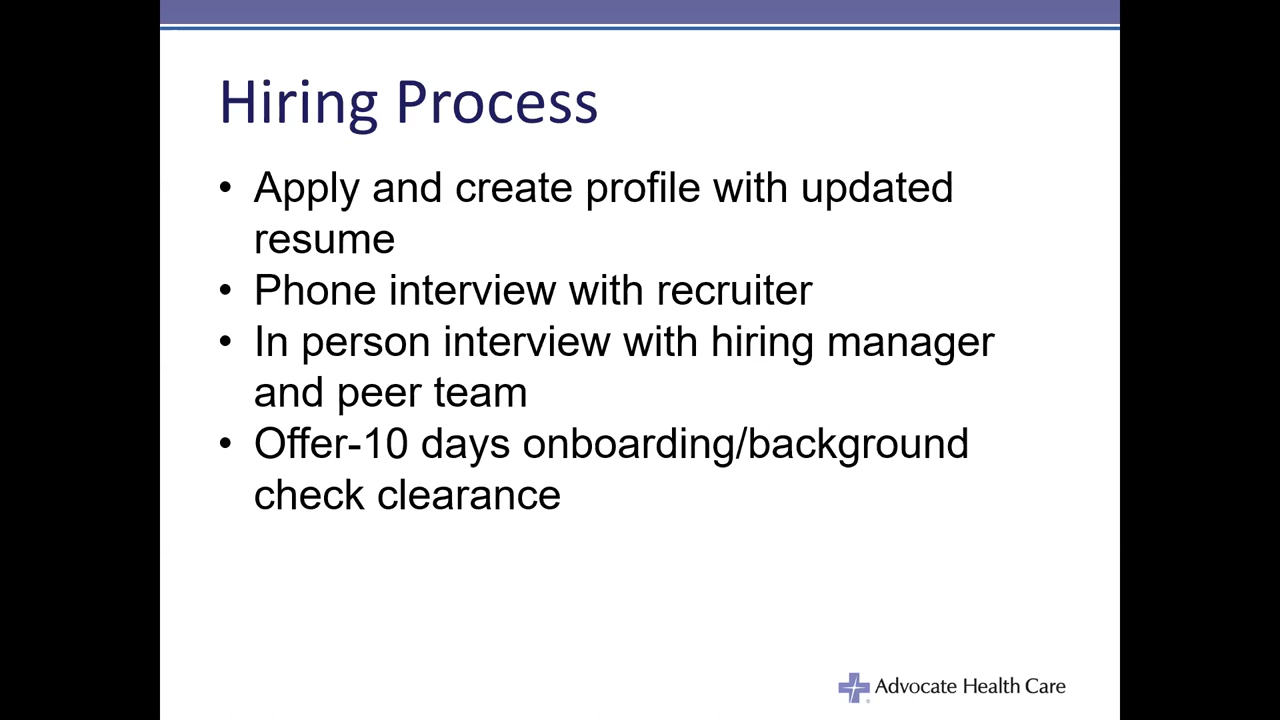 Hiring Process
• Apply and create profile with updated
resume
• Phone interview with recruiter
• In person interview with hiring manager
and peer team
• Offer-10 days onboarding/background
check clearance
Advocate Health Care